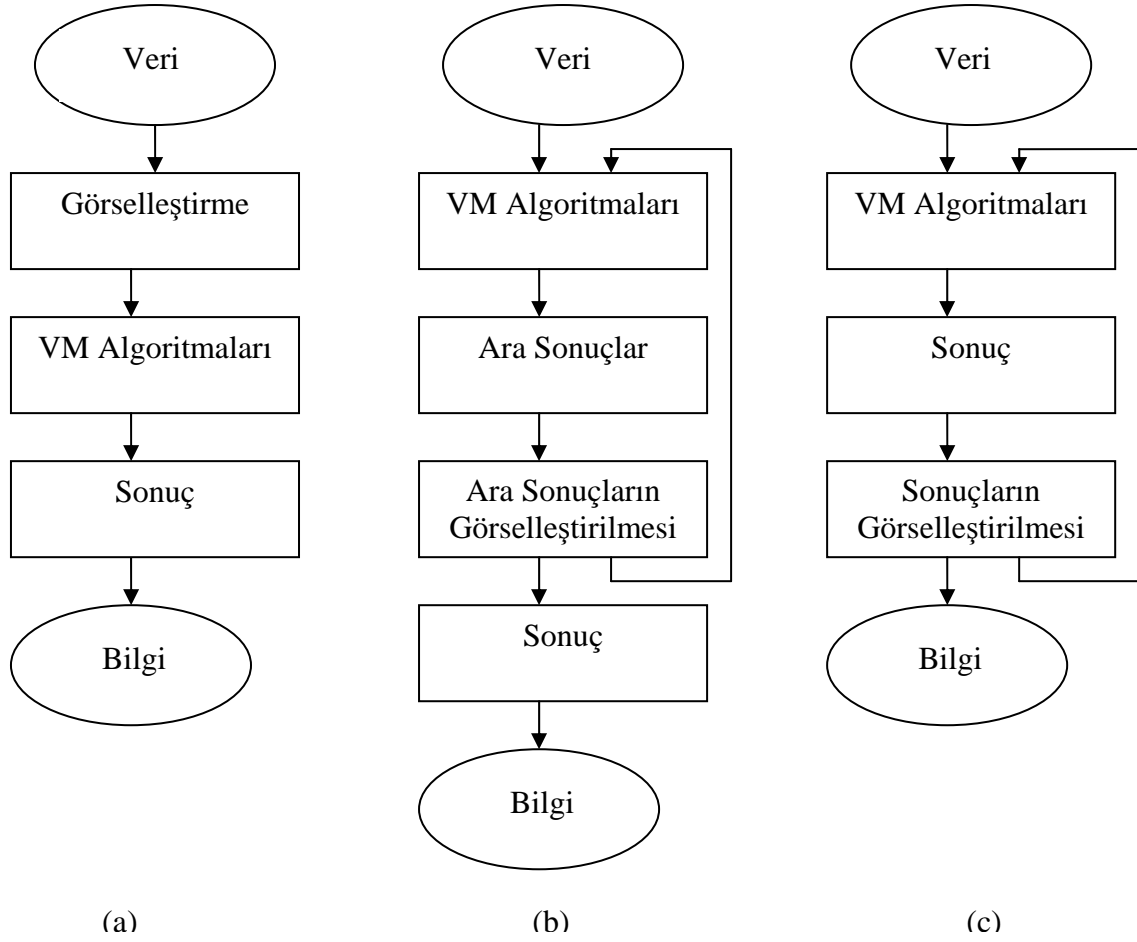 Veri
Görselleştirme
VM Algoritmaları
Sonuç
Bilgi
(a)
Veri
VM Algoritmaları
Ara Sonuçlar
Ara Sonuçların
Görselleştirilmesi
Sonuç
Bilgi
(b)
Veri
VM Algoritmaları
Sonuç
Sonuçların
Görselleştirilmesi
Bilgi
(c)